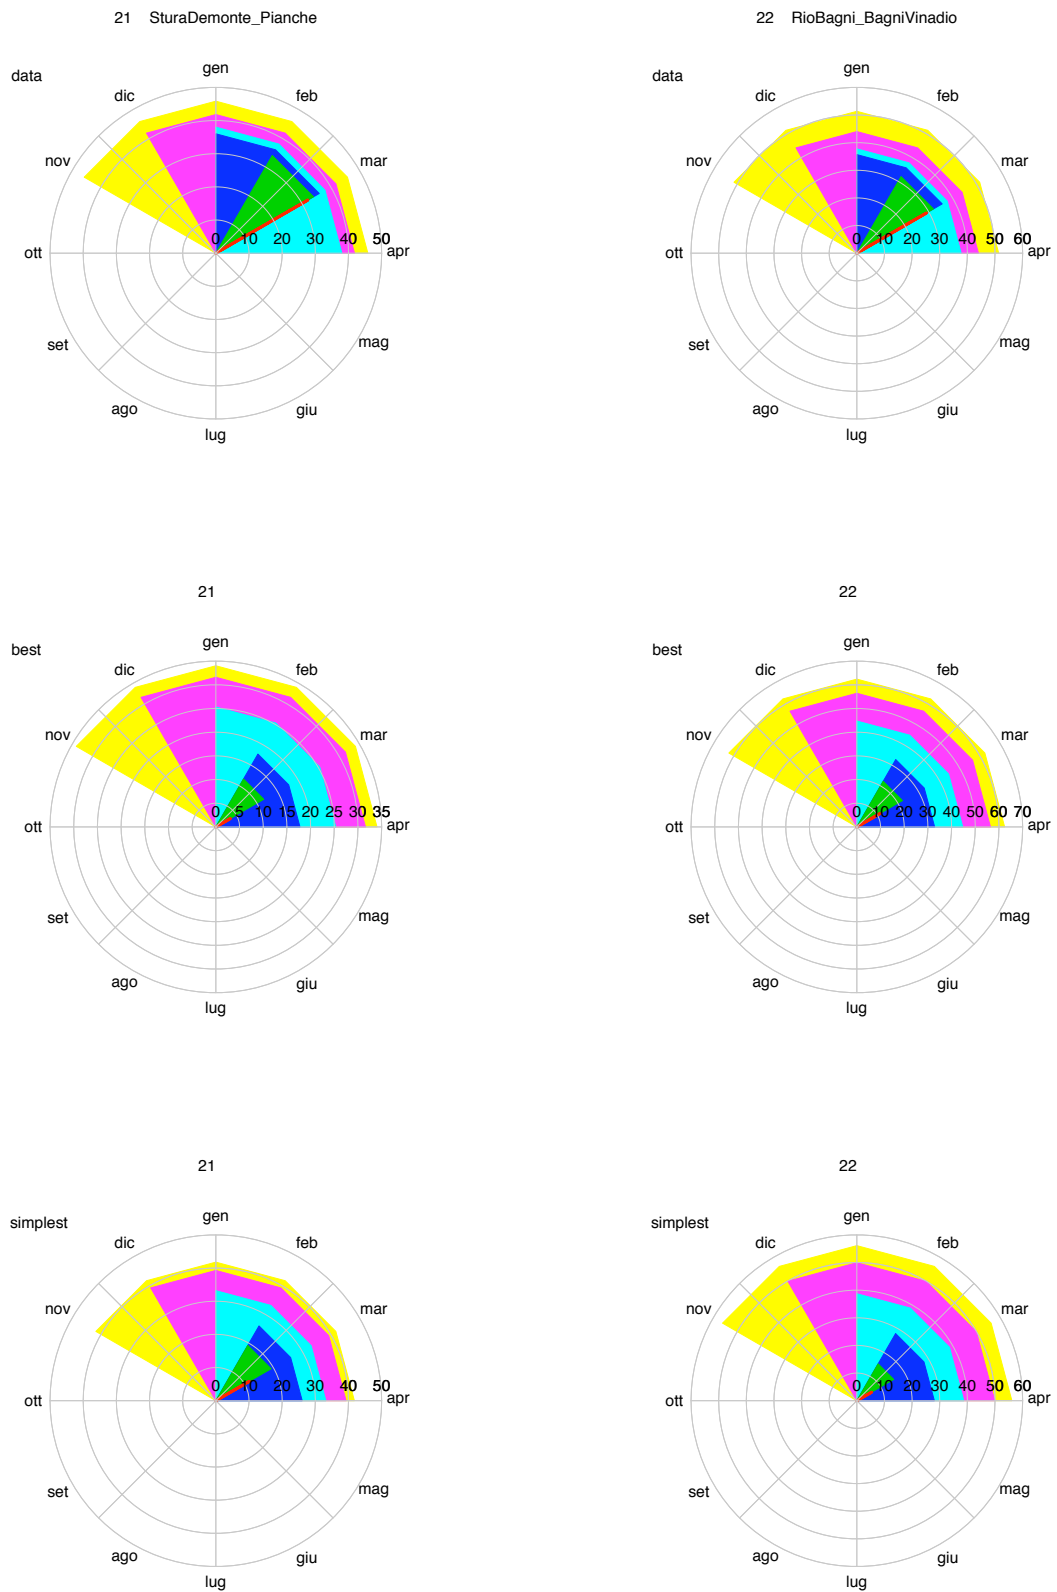 21 SturaDemonte_Pianche
22 RioBagni_BagniVinadio
data
gen
feb
mar
apr
mag
giu
lug
ago
set
ott
nov
dic
0 10 20 30 40 50
data
gen
feb
mar
apr
mag
giu
lug
ago
set
ott
nov
dic
0 10 20 30 40 50 60
21
22
best
gen
feb
mar
apr
mag
giu
lug
ago
set
ott
nov
dic
0 5 10 15 20 25 30 35
best
gen
feb
mar
apr
mag
giu
lug
ago
set
ott
nov
dic
0 10 20 30 40 50 60 70
21
22
simplest
gen
feb
mar
apr
mag
giu
lug
ago
set
ott
nov
dic
0 10 20 30 40 50
simplest
gen
feb
mar
apr
mag
giu
lug
ago
set
ott
nov
dic
0 10 20 30 40 50 60